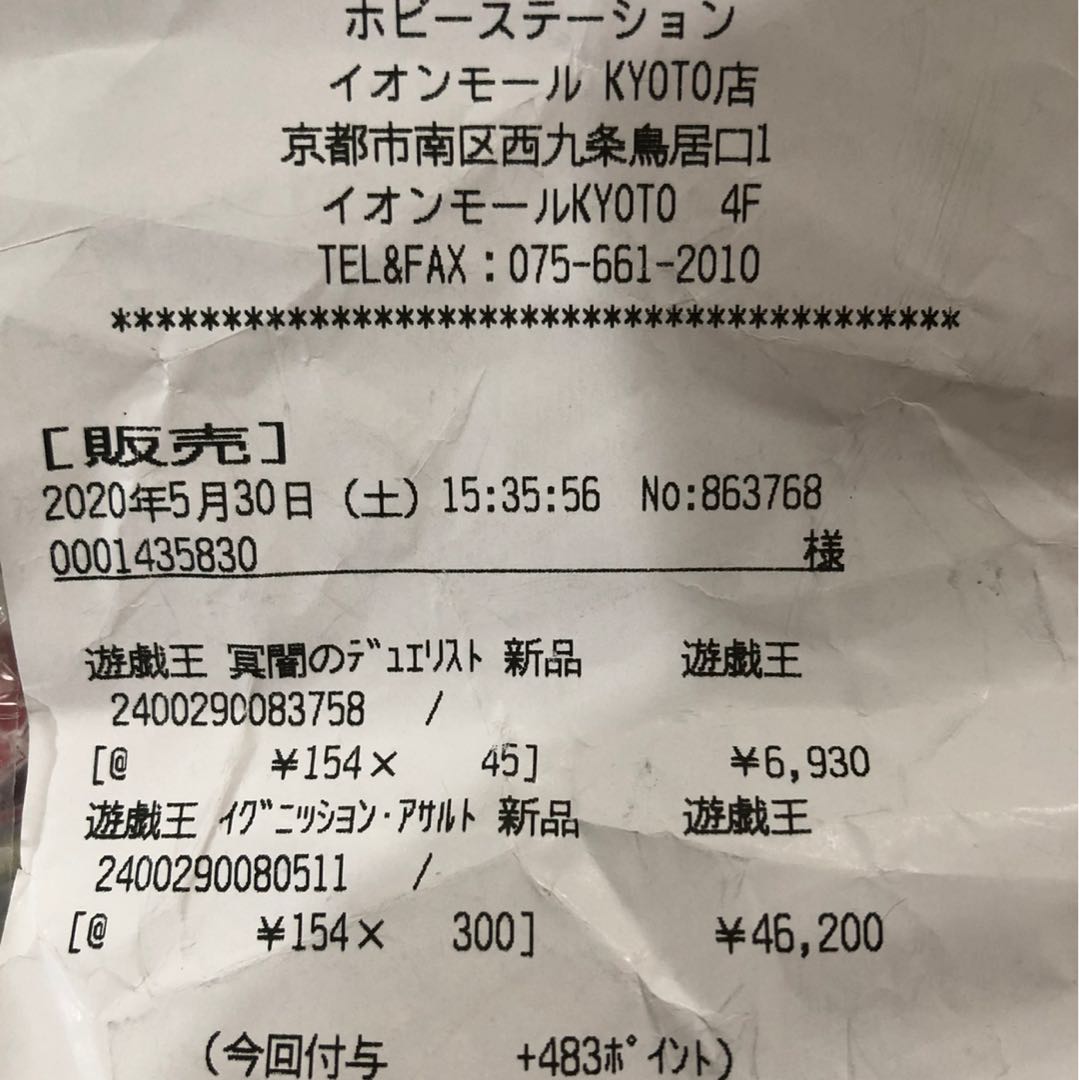 ホビーステーション
イオンモール KYOTO店
京都市南区西九条鳥居口1
イオンモールKYOTO 4F
TEL&FAX：075-661-2010
***************************************
[販売]
2020年5月30日（土）15:35:56 No:863768
0001435830 様
遊戯王 冥闇のﾃﾞｭｴﾘｽﾄ 新品 遊戯王
2400290083758 /
[@ ¥154× 45] ¥6,930
遊戯王 ｲｸﾞﾆｯｼｮﾝ･ｱｻﾙﾄ 新品 遊戯王
2400290080511 /
[@ ¥154× 300] ¥46,200
(今回付与 +483ﾎﾟｲﾝﾄ)